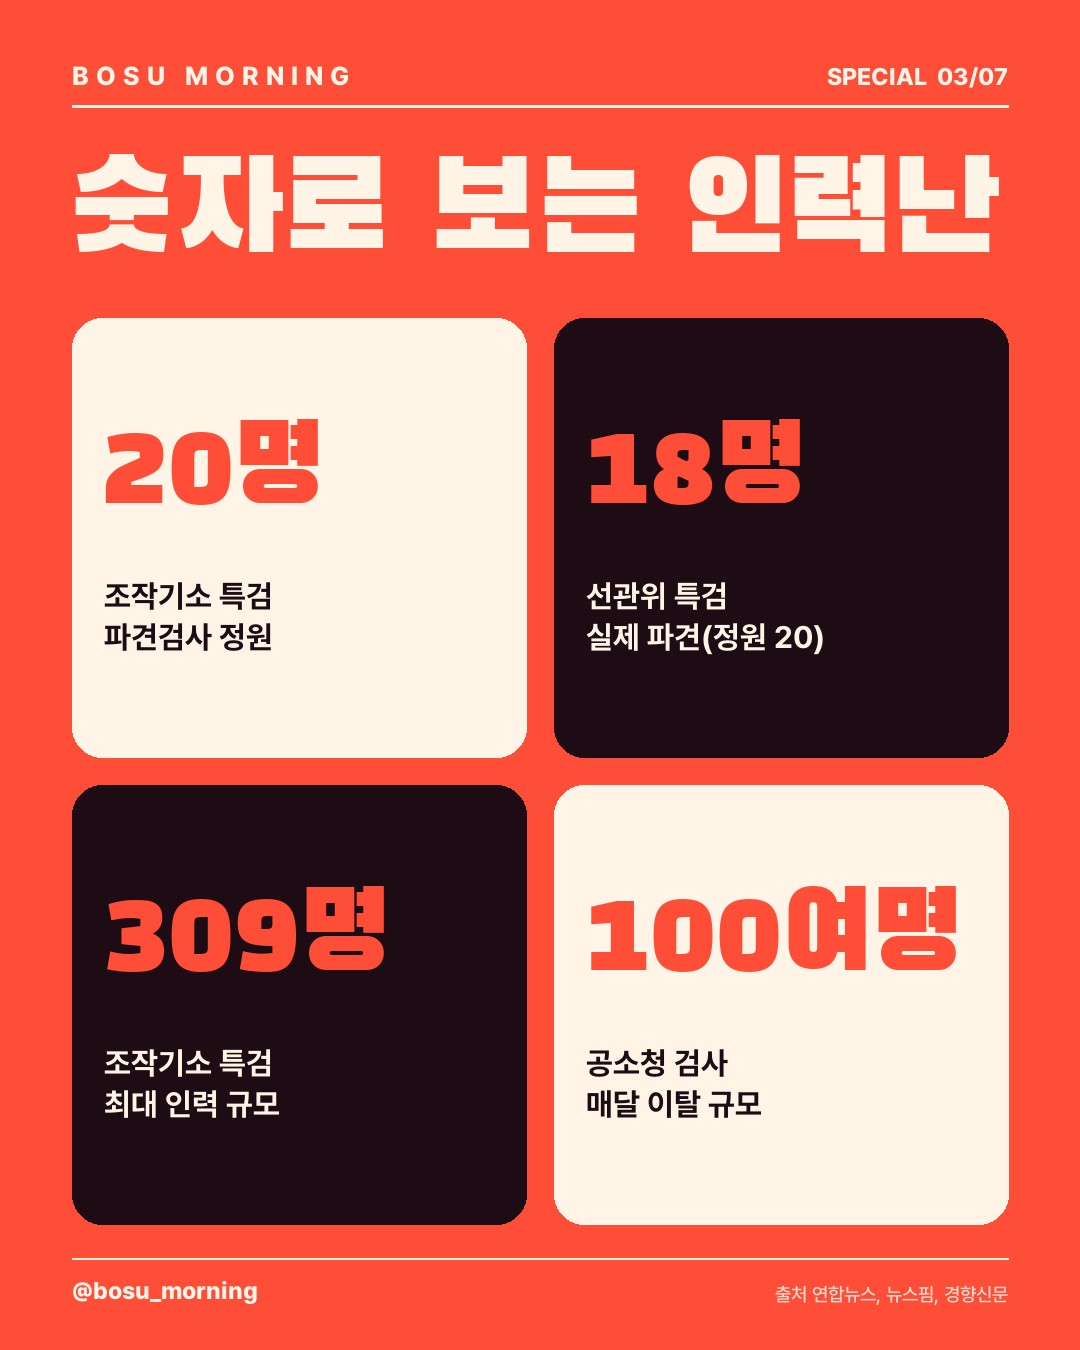 BOSU MORNING
SPECIAL 03/07
숫자로 보는 인력난
20명
조작기소 특검
파견검사 정원
18명
선관위 특검
실제 파견(정원 20)
309명
조작기소 특검
최대 인력 규모
100여명
공소청 검사
매달 이탈 규모
@bosu_morning
출처 연합뉴스, 뉴스핌, 경향신문